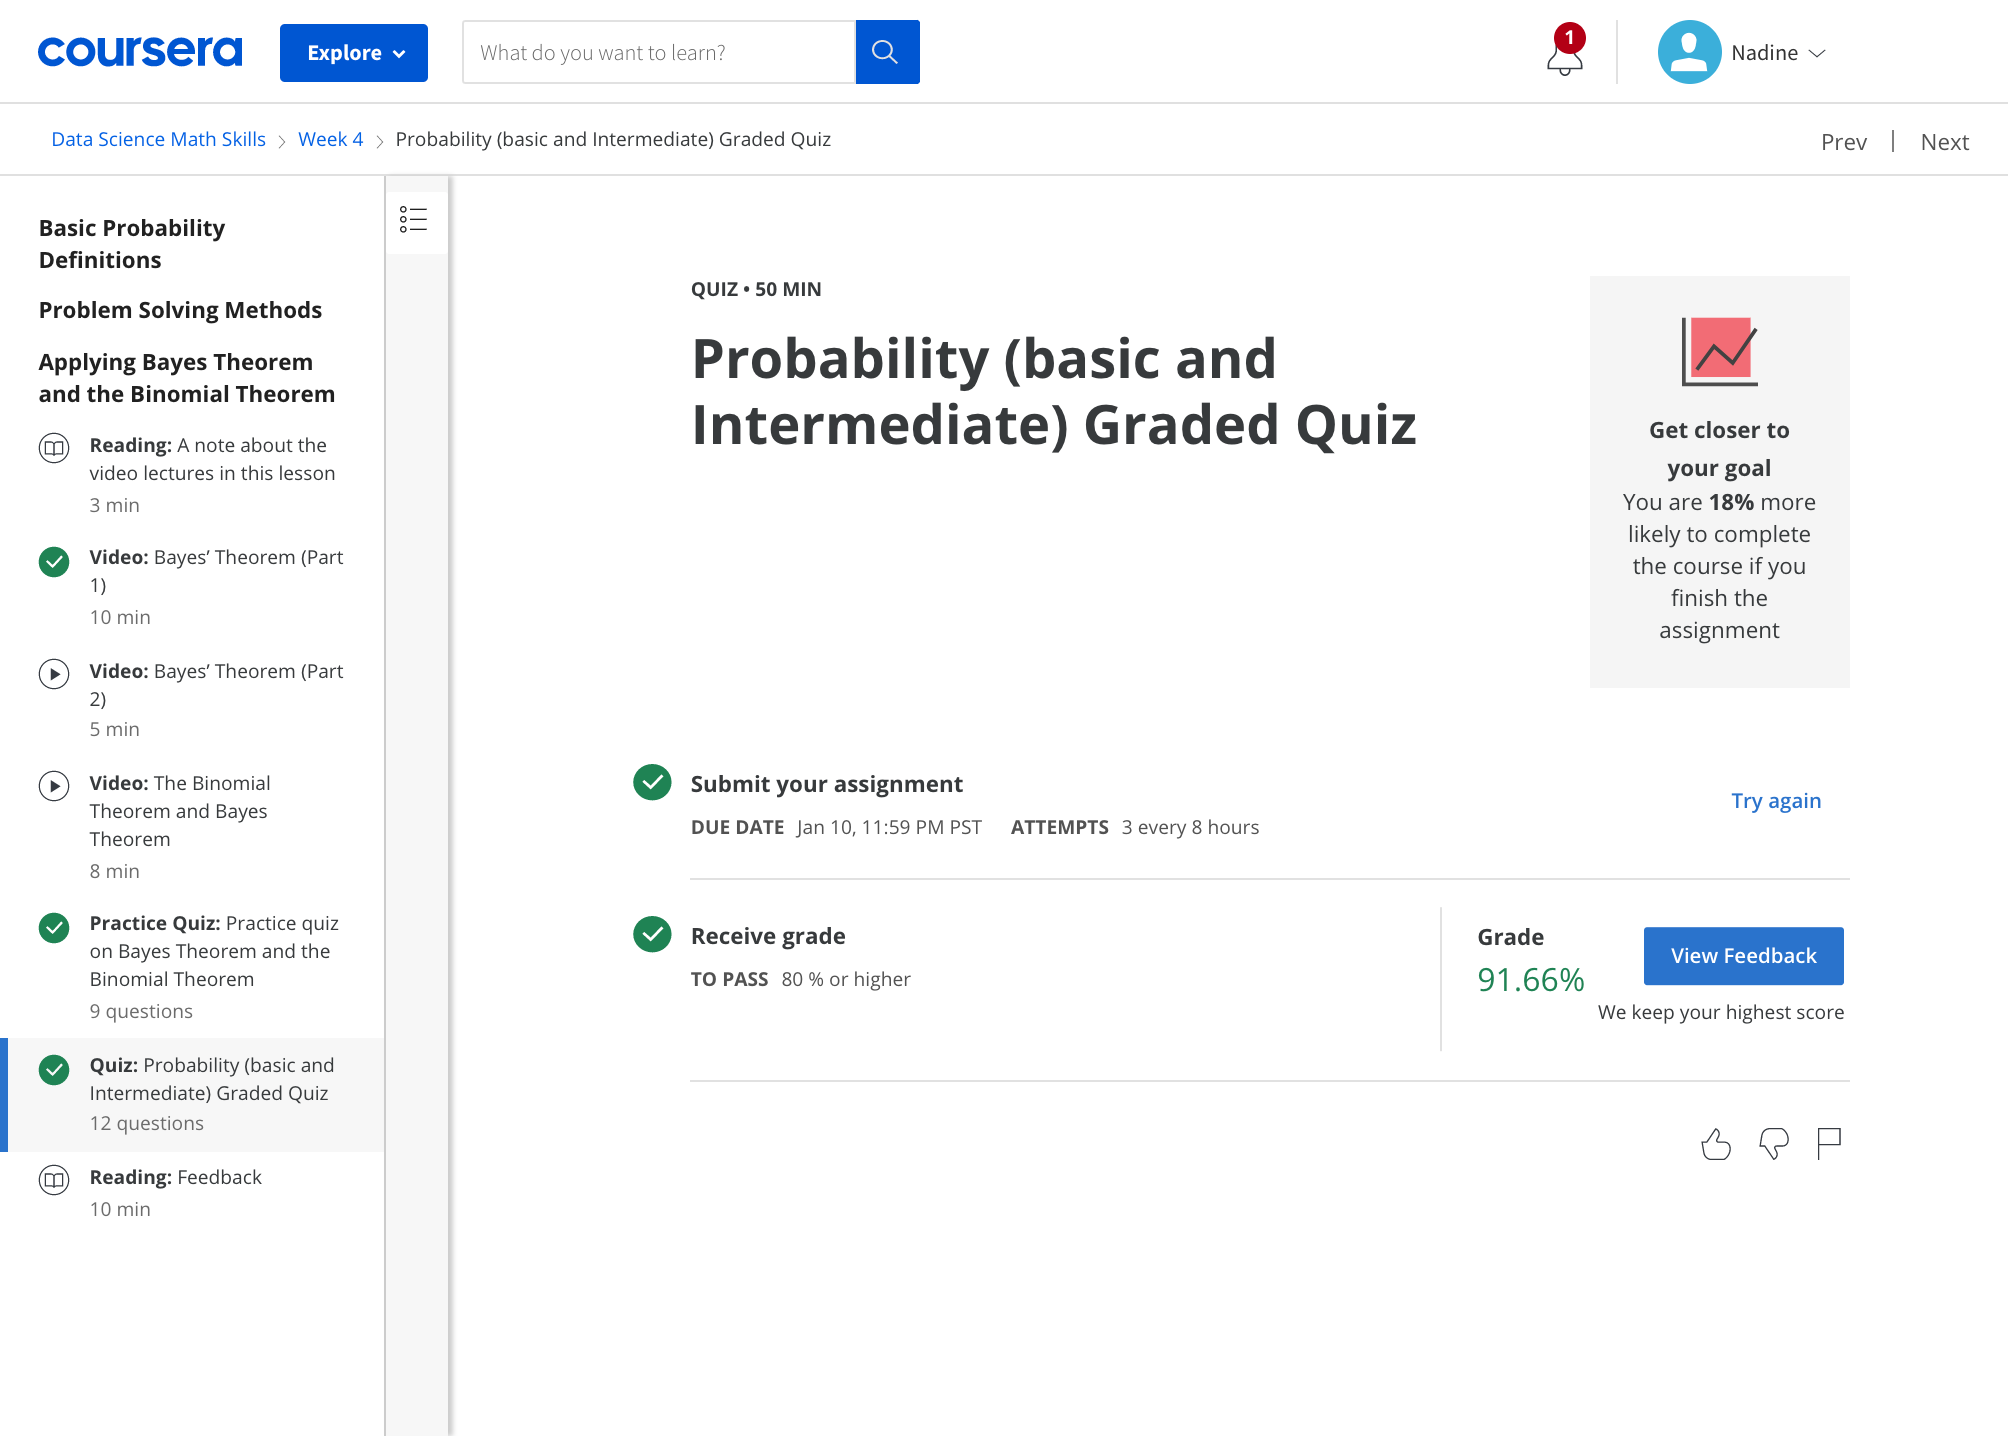 coursera
Explore
What do you want to learn?
1
Nadine
Data Science Math Skills
Week 4
Probability (basic and Intermediate) Graded Quiz
Prev | Next
Basic Probability
Definitions
Problem Solving Methods
Applying Bayes Theorem
and the Binomial Theorem
Reading: A note about the
video lectures in this lesson
3 min
Video: Bayes’ Theorem (Part
1)
10 min
Video: Bayes’ Theorem (Part
2)
5 min
Video: The Binomial
Theorem and Bayes
Theorem
8 min
Practice Quiz: Practice quiz
on Bayes Theorem and the
Binomial Theorem
9 questions
Quiz: Probability (basic and
Intermediate) Graded Quiz
12 questions
Reading: Feedback
10 min
QUIZ • 50 MIN
Probability (basic and
Intermediate) Graded Quiz
Get closer to
your goal
You are 18% more
likely to complete
the course if you
finish the
assignment
Submit your assignment
DUE DATE Jan 10, 11:59 PM PST ATTEMPTS 3 every 8 hours
Try again
Receive grade
TO PASS 80 % or higher
Grade
91.66%
View Feedback
We keep your highest score